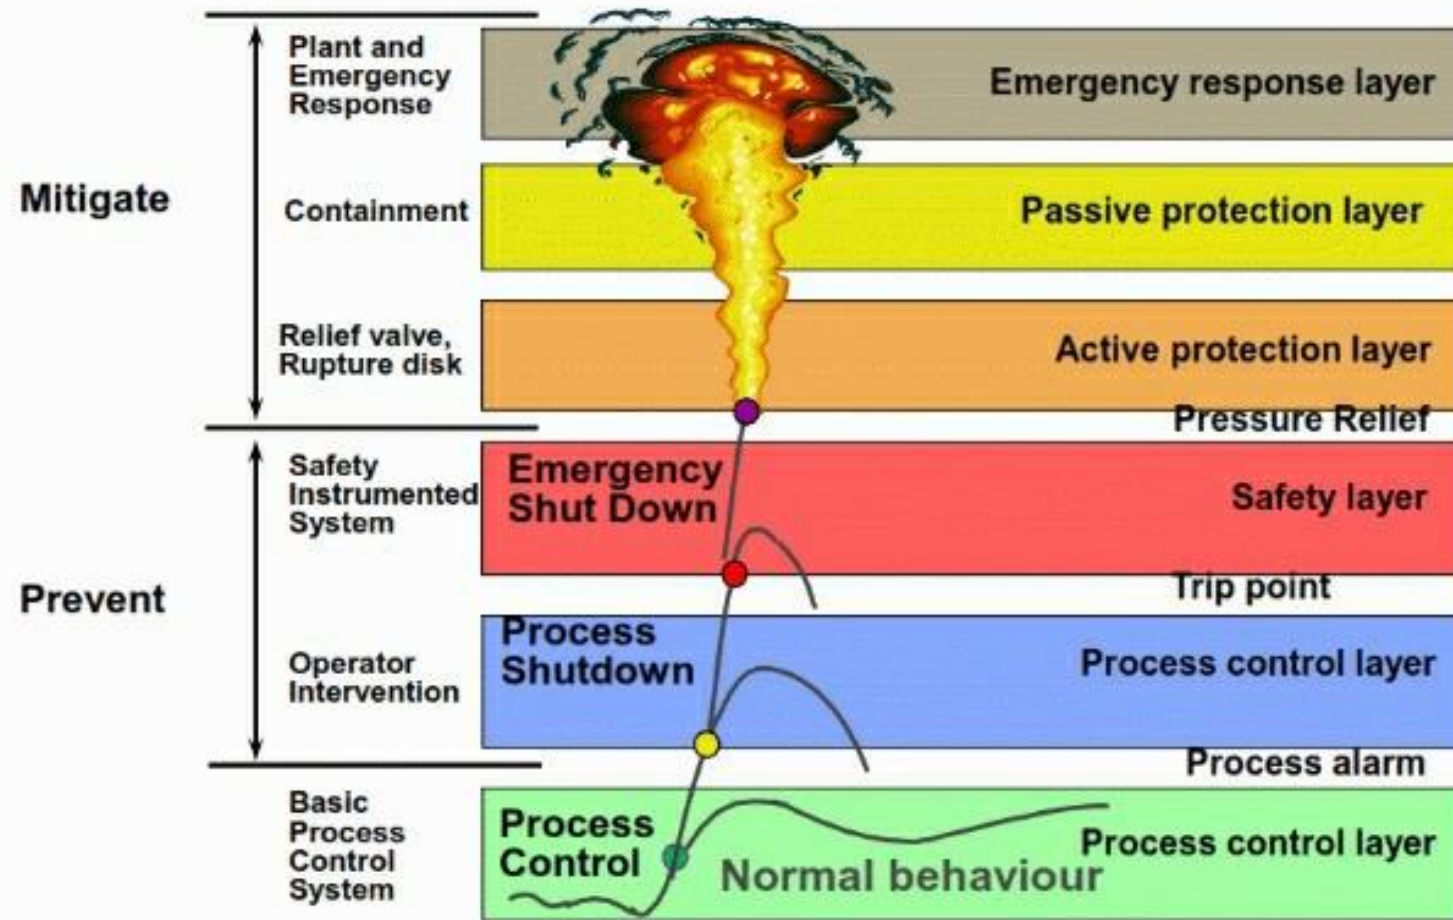 Plant and
Emergency
Response
Emergency response layer
Mitigate
Containment
Passive protection layer
Relief valve,
Rupture disk
Active protection layer
Pressure Relief
Safety
Instrumented
System
Emergency
Shut Down
Safety layer
Trip point
Prevent
Operator
Intervention
Process
Shutdown
Process control layer
Process alarm
Basic
Process
Control
System
Process
Control
Normal behaviour
Process control layer